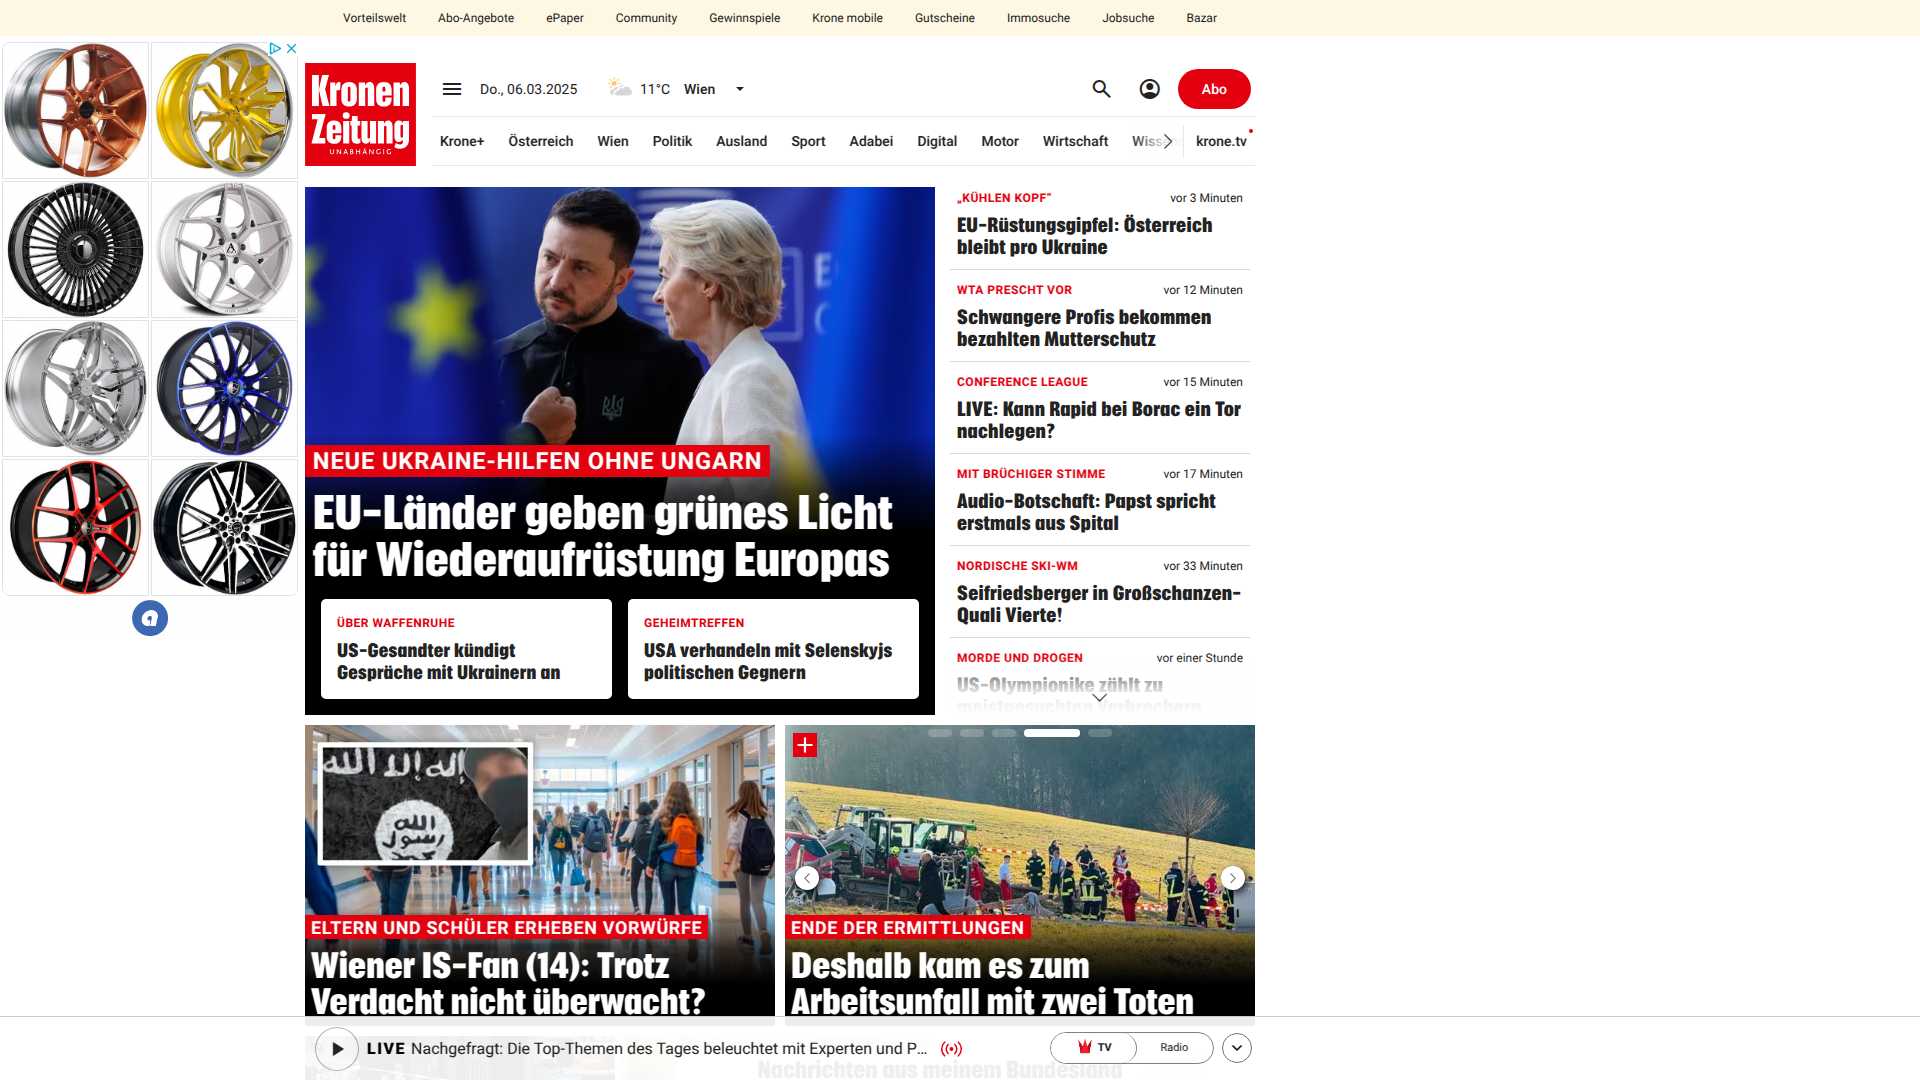 Vorteilswelt
Abo-Angebote
ePaper
Community
Gewinnspiele
Krone mobile
Gutscheine
Immosuche
Jobsuche
Bazar
Kronen
Zeitung
UNABHÄNGIG
Do., 06.03.2025
11°C
Wien
Abo
Krone+
Österreich
Wien
Politik
Ausland
Sport
Adabei
Digital
Motor
Wirtschaft
krone.tv
NEUE UKRAINE-HILFEN OHNE UNGARN
EU-Länder geben grünes Licht
für Wiederaufrüstung Europas
ÜBER WAFFENRUHE
US-Gesandter kündigt
Gespräche mit Ukrainern an
GEHEIMTREFFEN
USA verhandeln mit Selenskyjs
politischen Gegnern
„KÜHLEN KOPF“
vor 3 Minuten
EU-Rüstungsgipfel: Österreich
bleibt pro Ukraine
WTA PRESCHT VOR
vor 12 Minuten
Schwangere Profis bekommen
bezahlten Mutterschutz
CONFERENCE LEAGUE
vor 15 Minuten
LIVE: Kann Rapid bei Borac ein Tor
nachlegen?
MIT BRÜCHIGER STIMME
vor 17 Minuten
Audio-Botschaft: Papst spricht
erstmals aus Spital
NORDISCHE SKI-WM
vor 33 Minuten
Seifriedsberger in Großschanzen-
Quali Vierte!
MORDE UND DROGEN
vor einer Stunde
US-Olympionike zählt zu
meistgesuchten Verbrechern
ELTERN UND SCHÜLER ERHEBEN VORWÜRFE
Wiener IS-Fan (14): Trotz
Verdacht nicht überwacht?
ENDE DER ERMITTLUNGEN
Deshalb kam es zum
Arbeitsunfall mit zwei Toten
LIVE Nachgefragt: Die Top-Themen des Tages beleuchtet mit Experten und P...
TV
Radio
Nachrichten aus meinem Bundesland